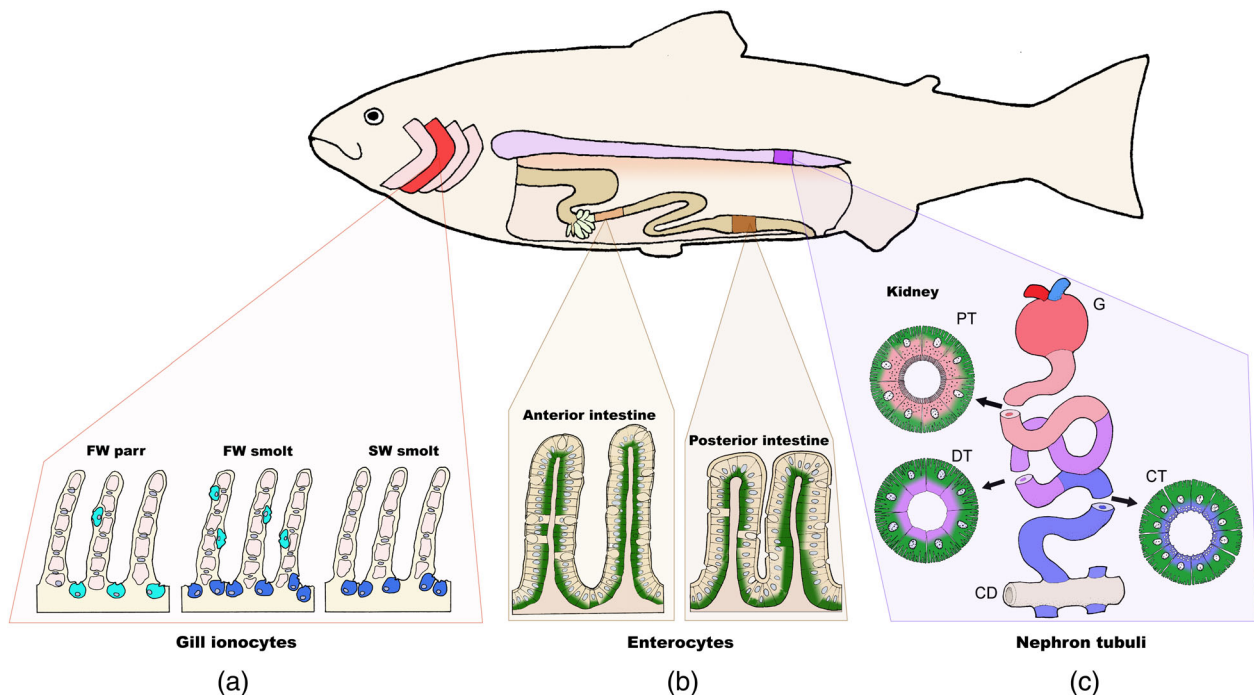 Kidney
G
PT
Anterior intestine
Posterior intestine
FW parr
FW smolt
SW smolt
DT
CT
CD
Gill ionocytes
Enterocytes
Nephron tubuli
(a)
(b)
(c)